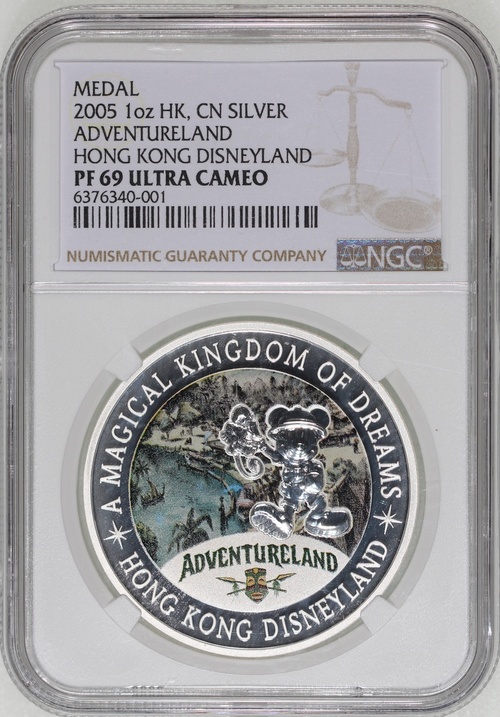 MEDAL
2005 1oz HK, CN SILVER
ADVENTURELAND
HONG KONG DISNEYLAND
PF 69 ULTRA CAMEO
6376340-001
NUMISMATIC GUARANTY COMPANY
NGC®
A MAGICAL KINGDOM OF DREAMS
ADVENTURELAND
HONG KONG DISNEYLAND